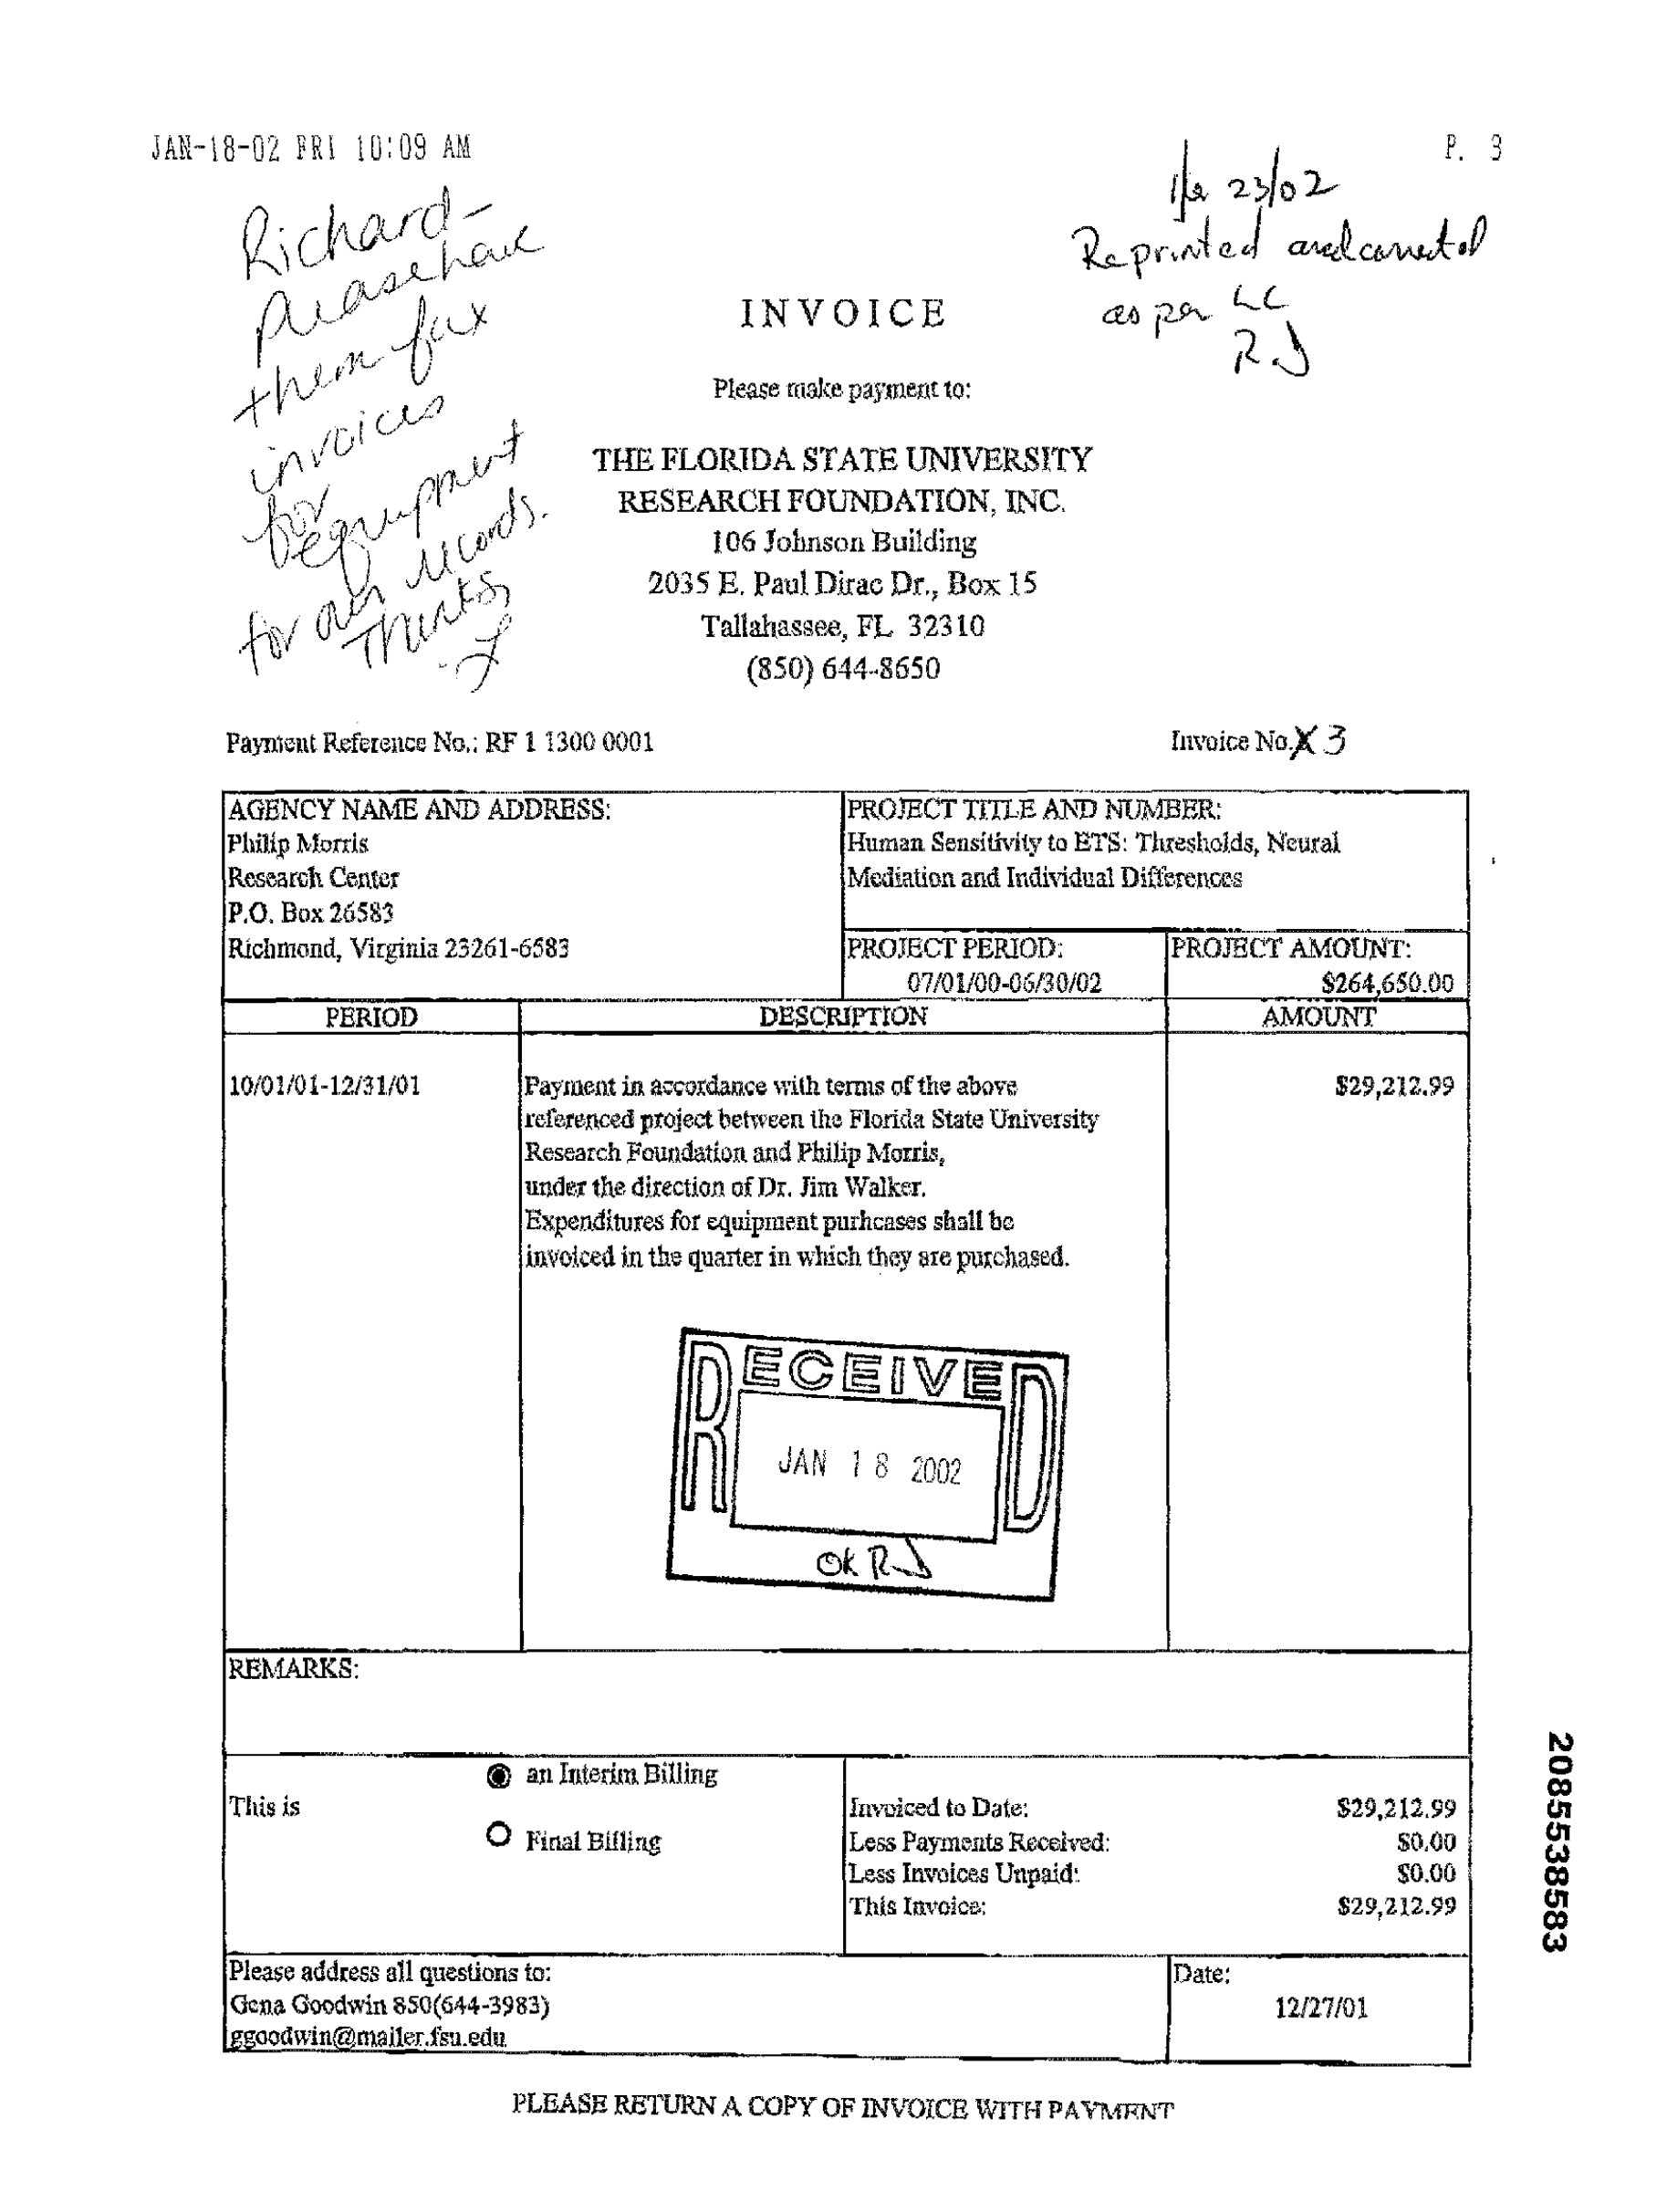 JAN-18-02 FRI 10:09 AM
P. 3
Richard-
Please have
them fax
invoices
for
equipment
for our records.
Thanks
23/02
Reprinted and corrected
as per LC
RJ
INVOICE
Please make payment to:
THE FLORIDA STATE UNIVERSITY
RESEARCH FOUNDATION, INC.
106 Johnson Building
2035 E. Paul Dirac Dr., Box 15
Tallahassee, FL 32310
(850) 644-8650
Payment Reference No.: RF 1 1300 0001
Invoice No. 3
AGENCY NAME AND ADDRESS:
Philip Morris
Research Center
P.O. Box 26583
Richmond, Virginia 23261-6583
PROJECT TITLE AND NUMBER:
Human Sensitivity to ETS: Thresholds, Neural
Mediation and Individual Differences
PROJECT PERIOD:
07/01/00-06/30/02
PROJECT AMOUNT:
$264,650.00
PERIOD DESCRIPTION AMOUNT
10/01/01-12/31/01
Payment in accordance with terms of the above
referenced project between the Florida State University
Research Foundation and Philip Morris,
under the direction of Dr. Jim Walker.
Expenditures for equipment purhcases shall be
invoiced in the quarter in which they are purchased.
$29,212.99
RECEIVED
JAN 18 2002
OK RJ
REMARKS:
This is
an Interim Billing
Final Billing
Invoiced to Date: $29,212.99
Less Payments Received: $0.00
Less Invoices Unpaid: $0.00
This Invoice: $29,212.99
Please address all questions to:
Gena Goodwin 850(644-3983)
ggoodwin@mailer.fsu.edu
Date:
12/27/01
PLEASE RETURN A COPY OF INVOICE WITH PAYMENT
2085538583